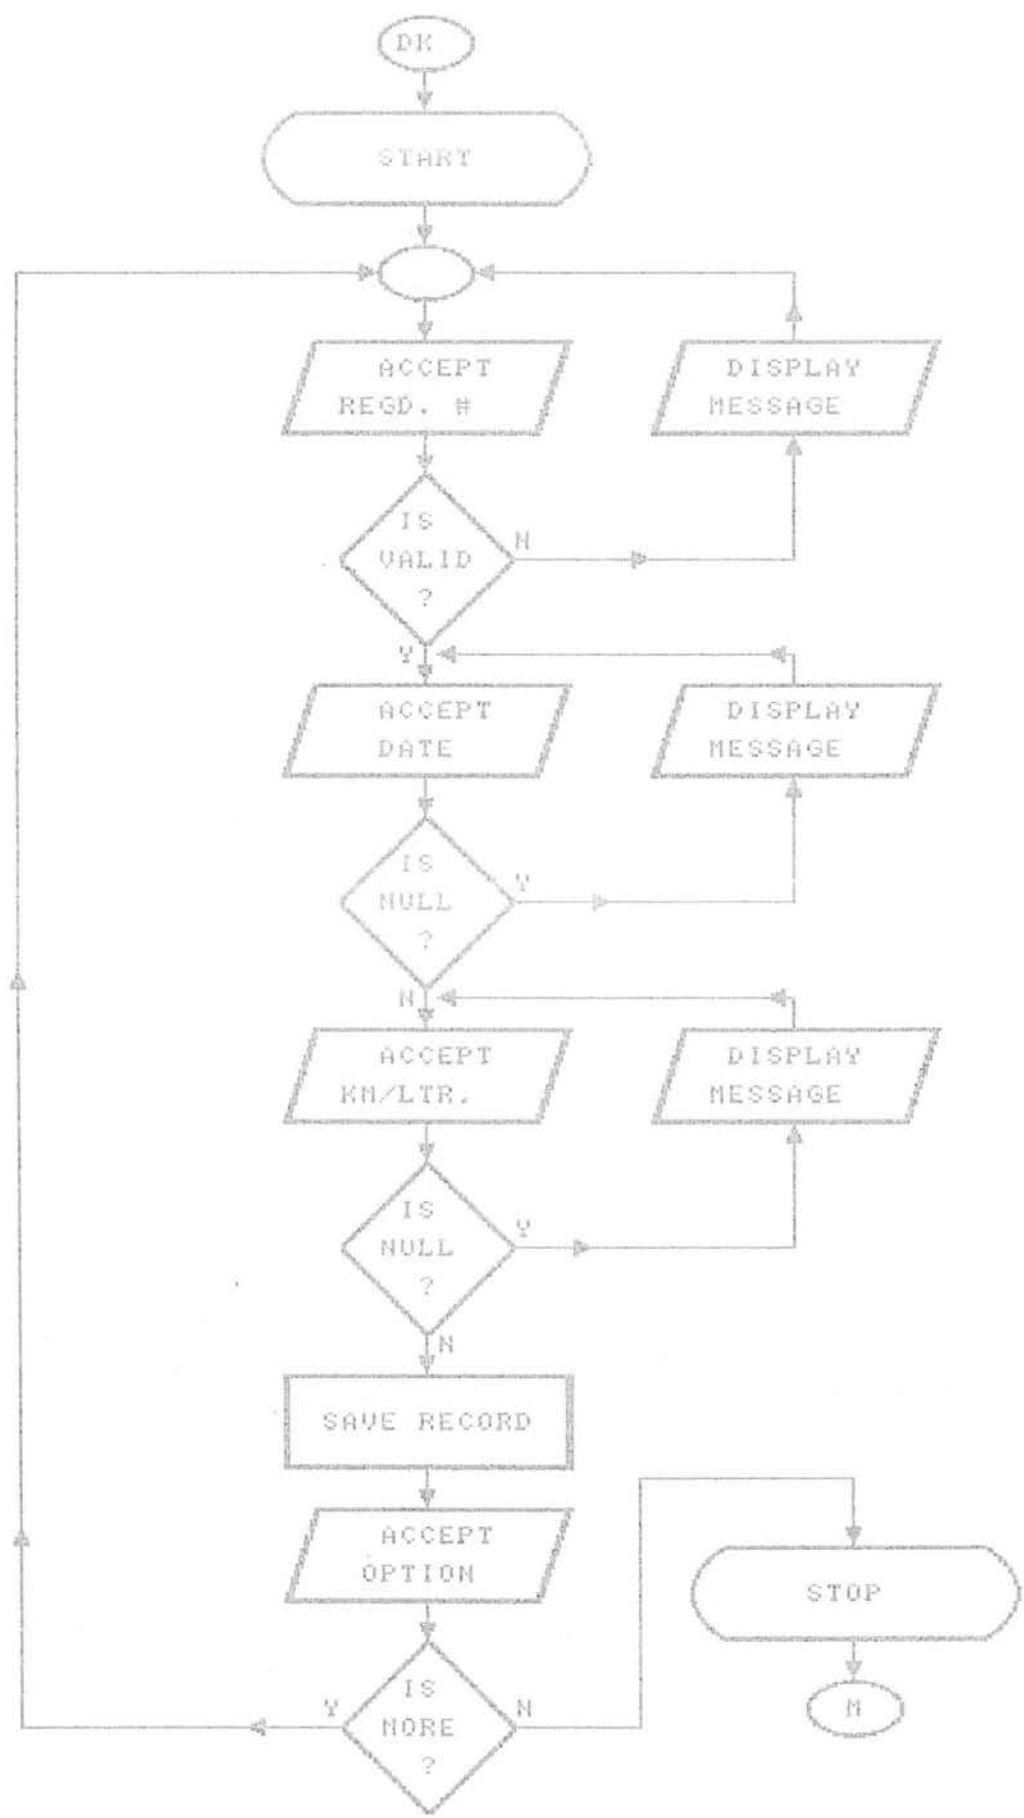 DK
START
ACCEPT
REGD. #
DISPLAY
MESSAGE
IS
VALID
?
N
Y
ACCEPT
DATE
DISPLAY
MESSAGE
IS
NULL
?
Y
N
ACCEPT
KM/LTR.
DISPLAY
MESSAGE
IS
NULL
?
Y
N
SAVE RECORD
ACCEPT
OPTION
STOP
IS
MORE
?
Y
N
M